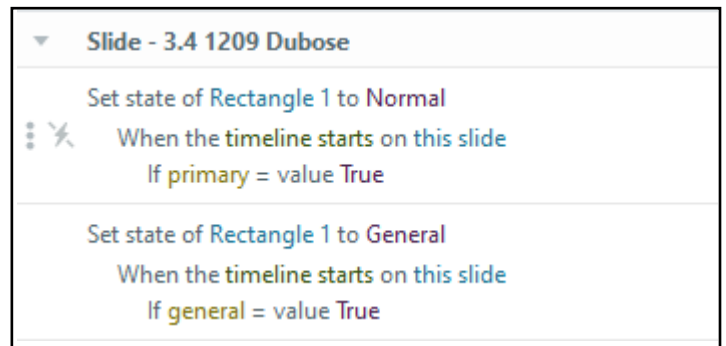 Slide - 3.4 1209 Dubose
Set state of Rectangle 1 to Normal
When the timeline starts on this slide
If primary = value True
Set state of Rectangle 1 to General
When the timeline starts on this slide
If general = value True